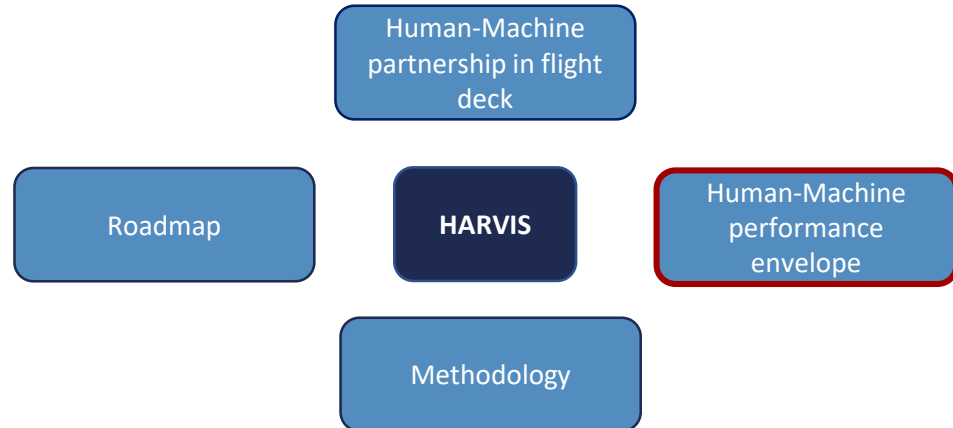 Human-Machine
partnership in flight
deck
Roadmap
HARVIS
Human-Machine
performance
envelope
Methodology